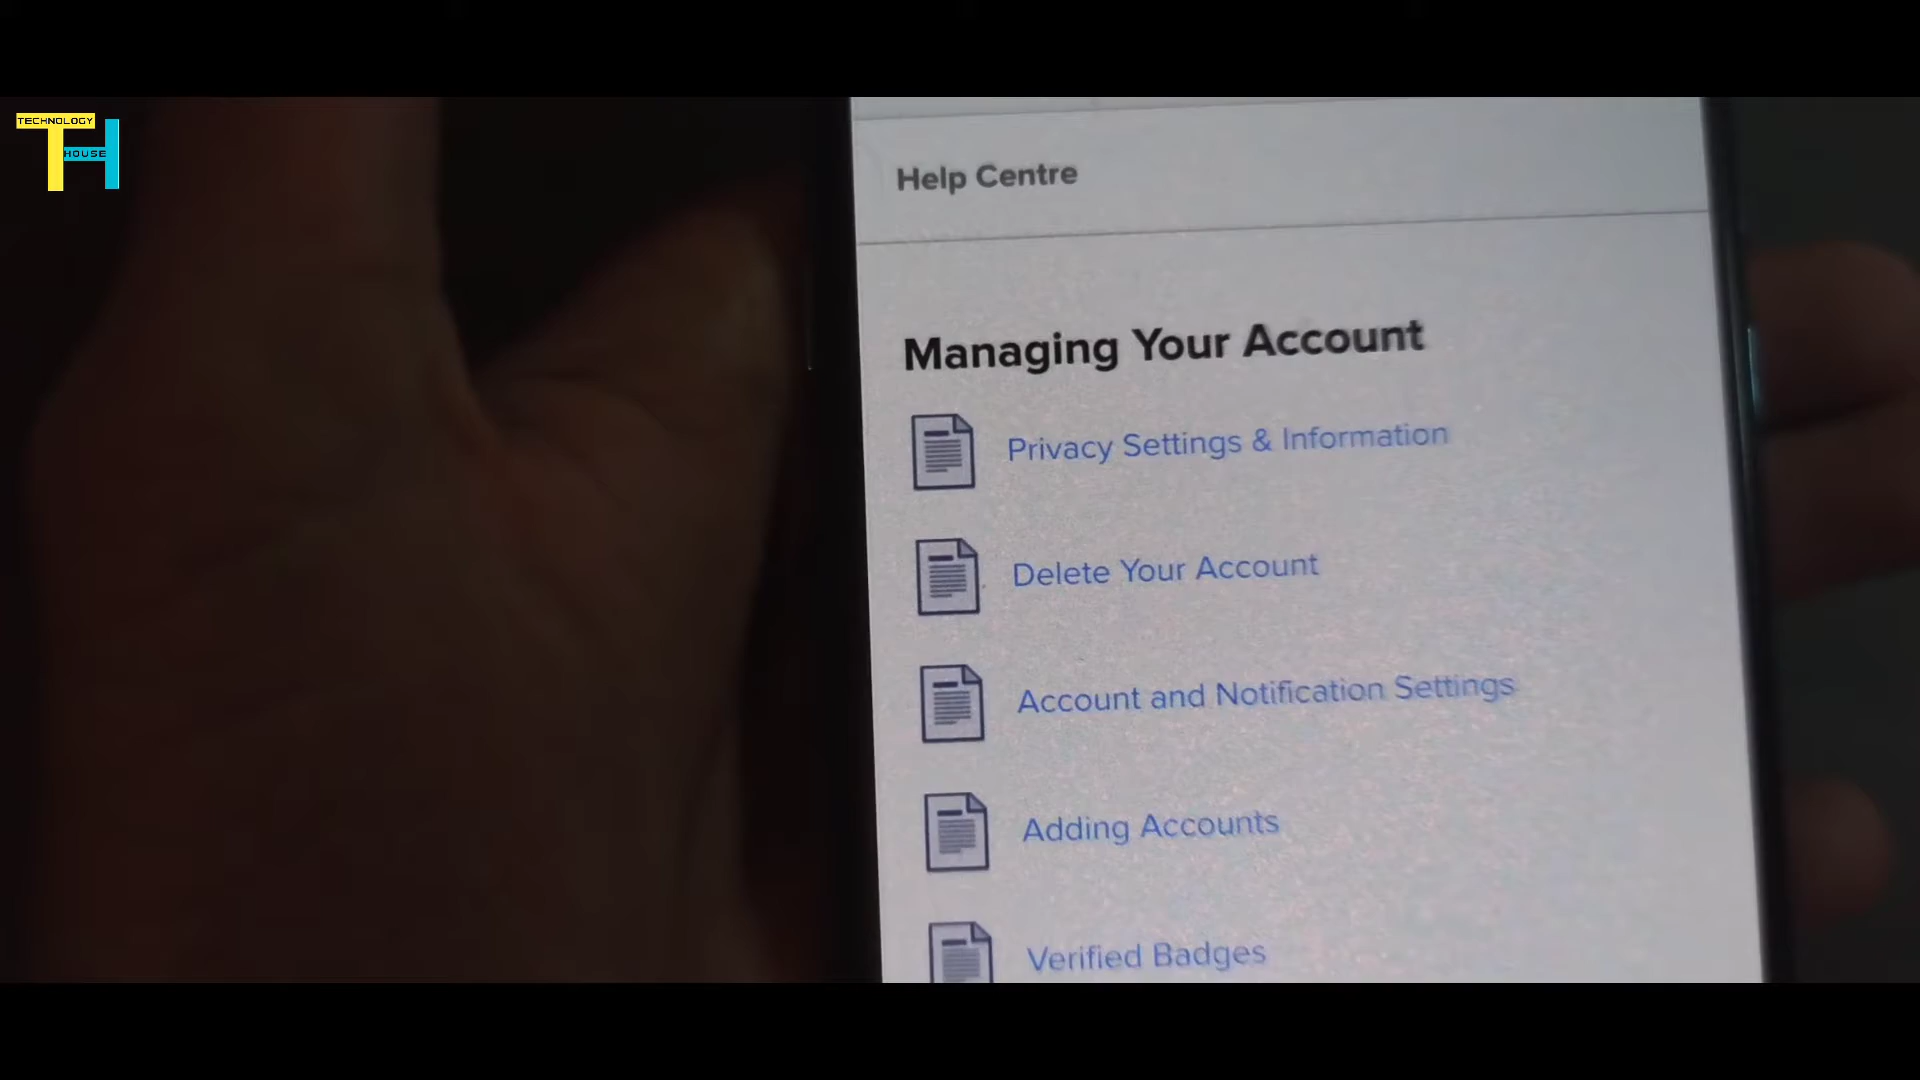 TECHNOLOGY
HOUSE
Help Centre
Managing Your Account
Privacy Settings & Information
Delete Your Account
Account and Notification Settings
Adding Accounts
Verified Badges